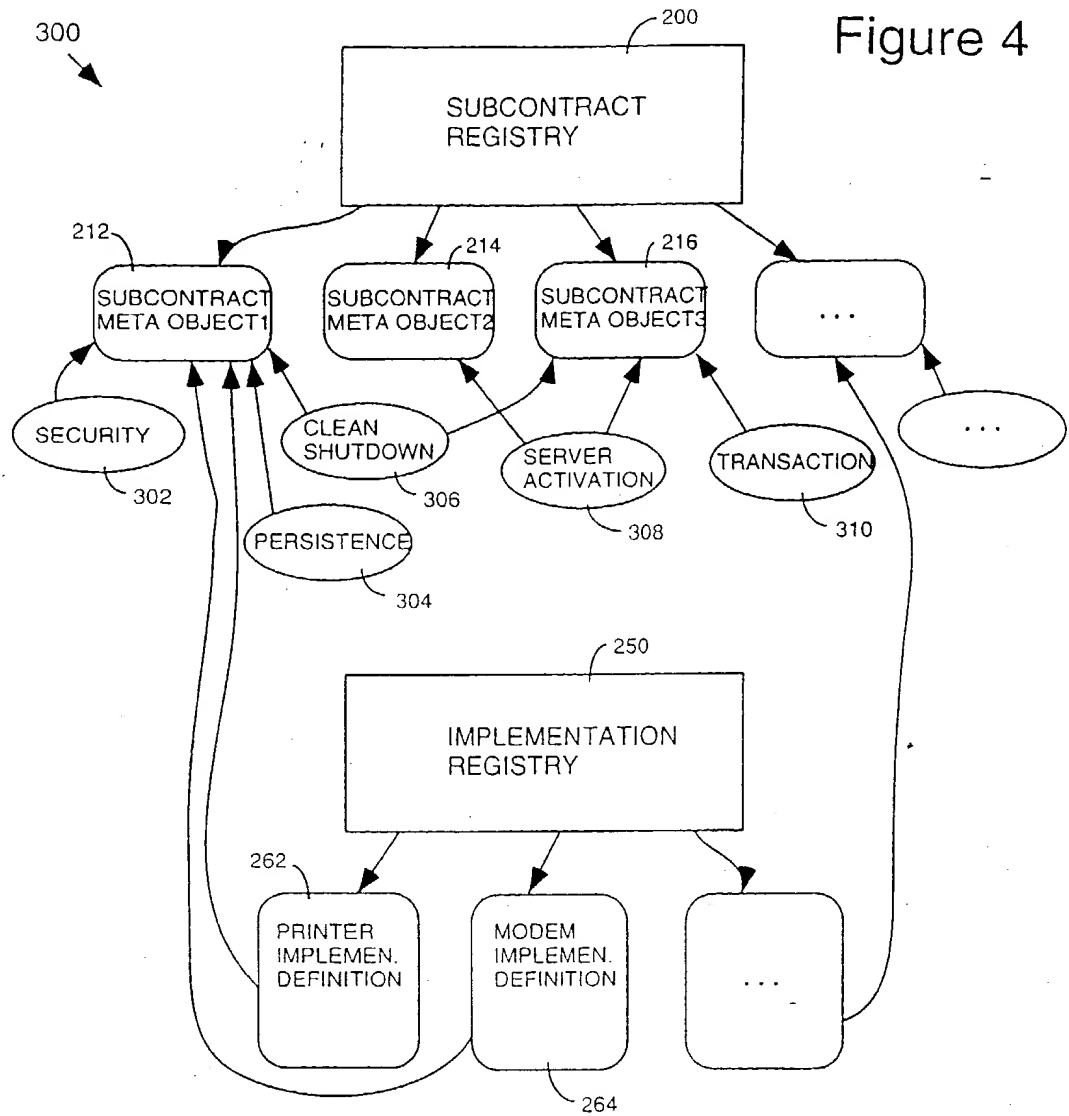 300
200
Figure 4
SUBCONTRACT
REGISTRY
212
214
216
SUBCONTRACT
META OBJECT1
SUBCONTRACT
META OBJECT2
SUBCONTRACT
META OBJECT3
...
SECURITY
302
CLEAN
SHUTDOWN
306
SERVER
ACTIVATION
308
TRANSACTION
310
...
PERSISTENCE
304
250
IMPLEMENTATION
REGISTRY
262
PRINTER
IMPLEMEN.
DEFINITION
MODEM
IMPLEMEN.
DEFINITION
...
264